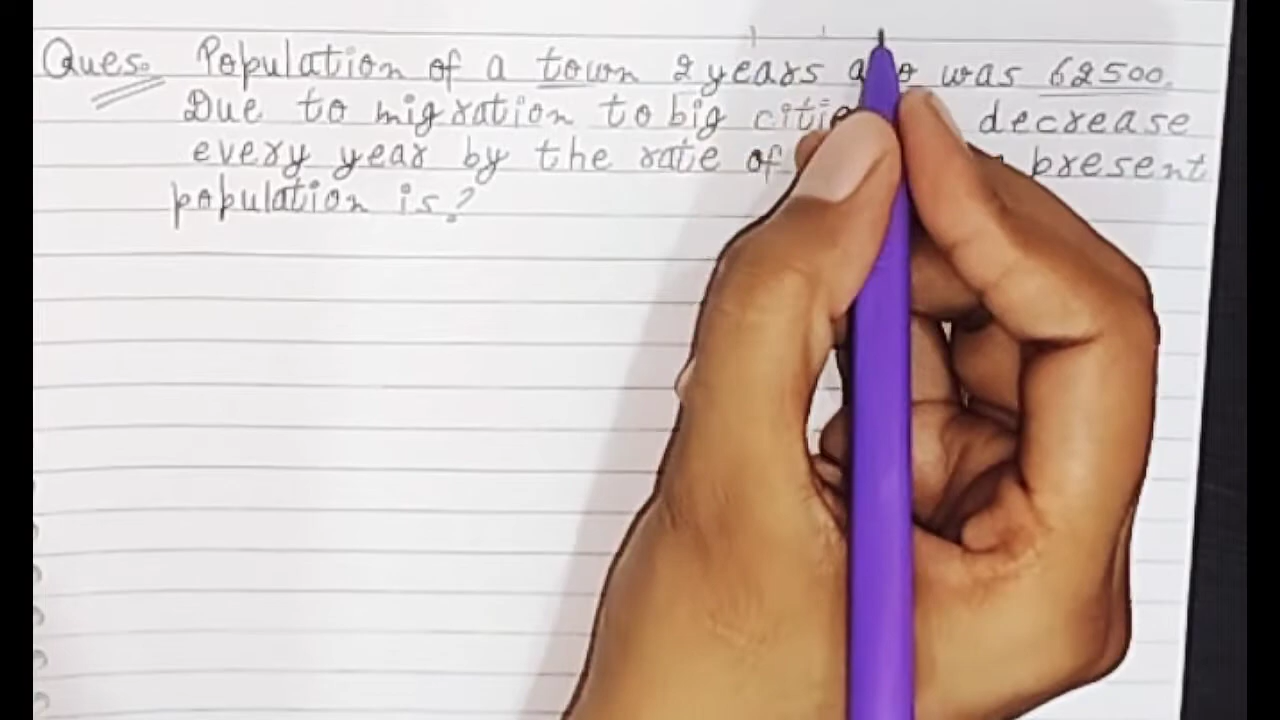 Ques. Population of a town 2 years ago was 62500.
Due to migration to big cities decrease
every year by the rate of present
population is?